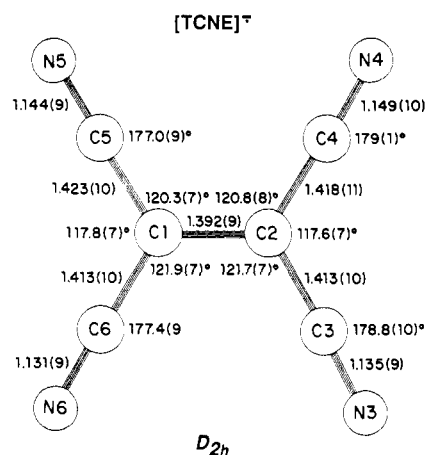 [TCNE]⨪
N5 N4
1.144(9) 1.149(10)
C5 177.0(9)° C4 179(1)°
1.423(10) 1.418(11)
120.3(7)° 120.8(8)°
1.392(9)
117.8(7)° C1 C2 117.6(7)°
121.9(7)° 121.7(7)°
1.413(10) 1.413(10)
C6 177.4(9 C3 178.8(10)°
1.131(9) 1.135(9)
N6 N3
D2h